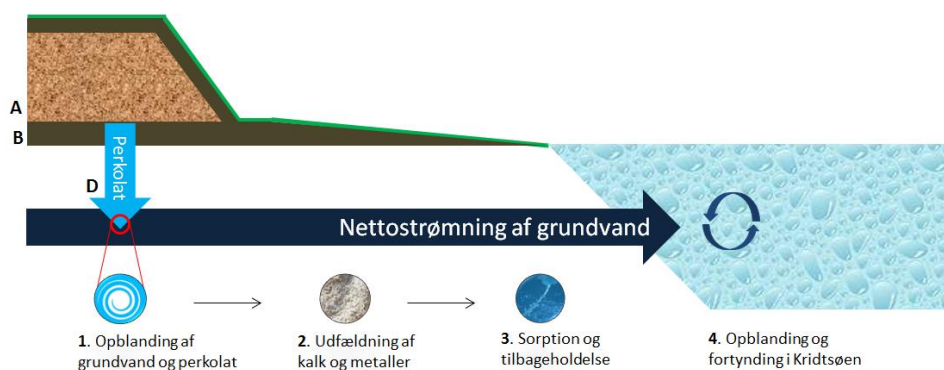 A
B
Perkolat
D
Nettostrømning af grundvand
1. Opblanding af
grundvand og perkolat
2. Udfældning af
kalk og metaller
3. Sorption og
tilbageholdelse
4. Opblanding og
fortynding i Kridtsøen